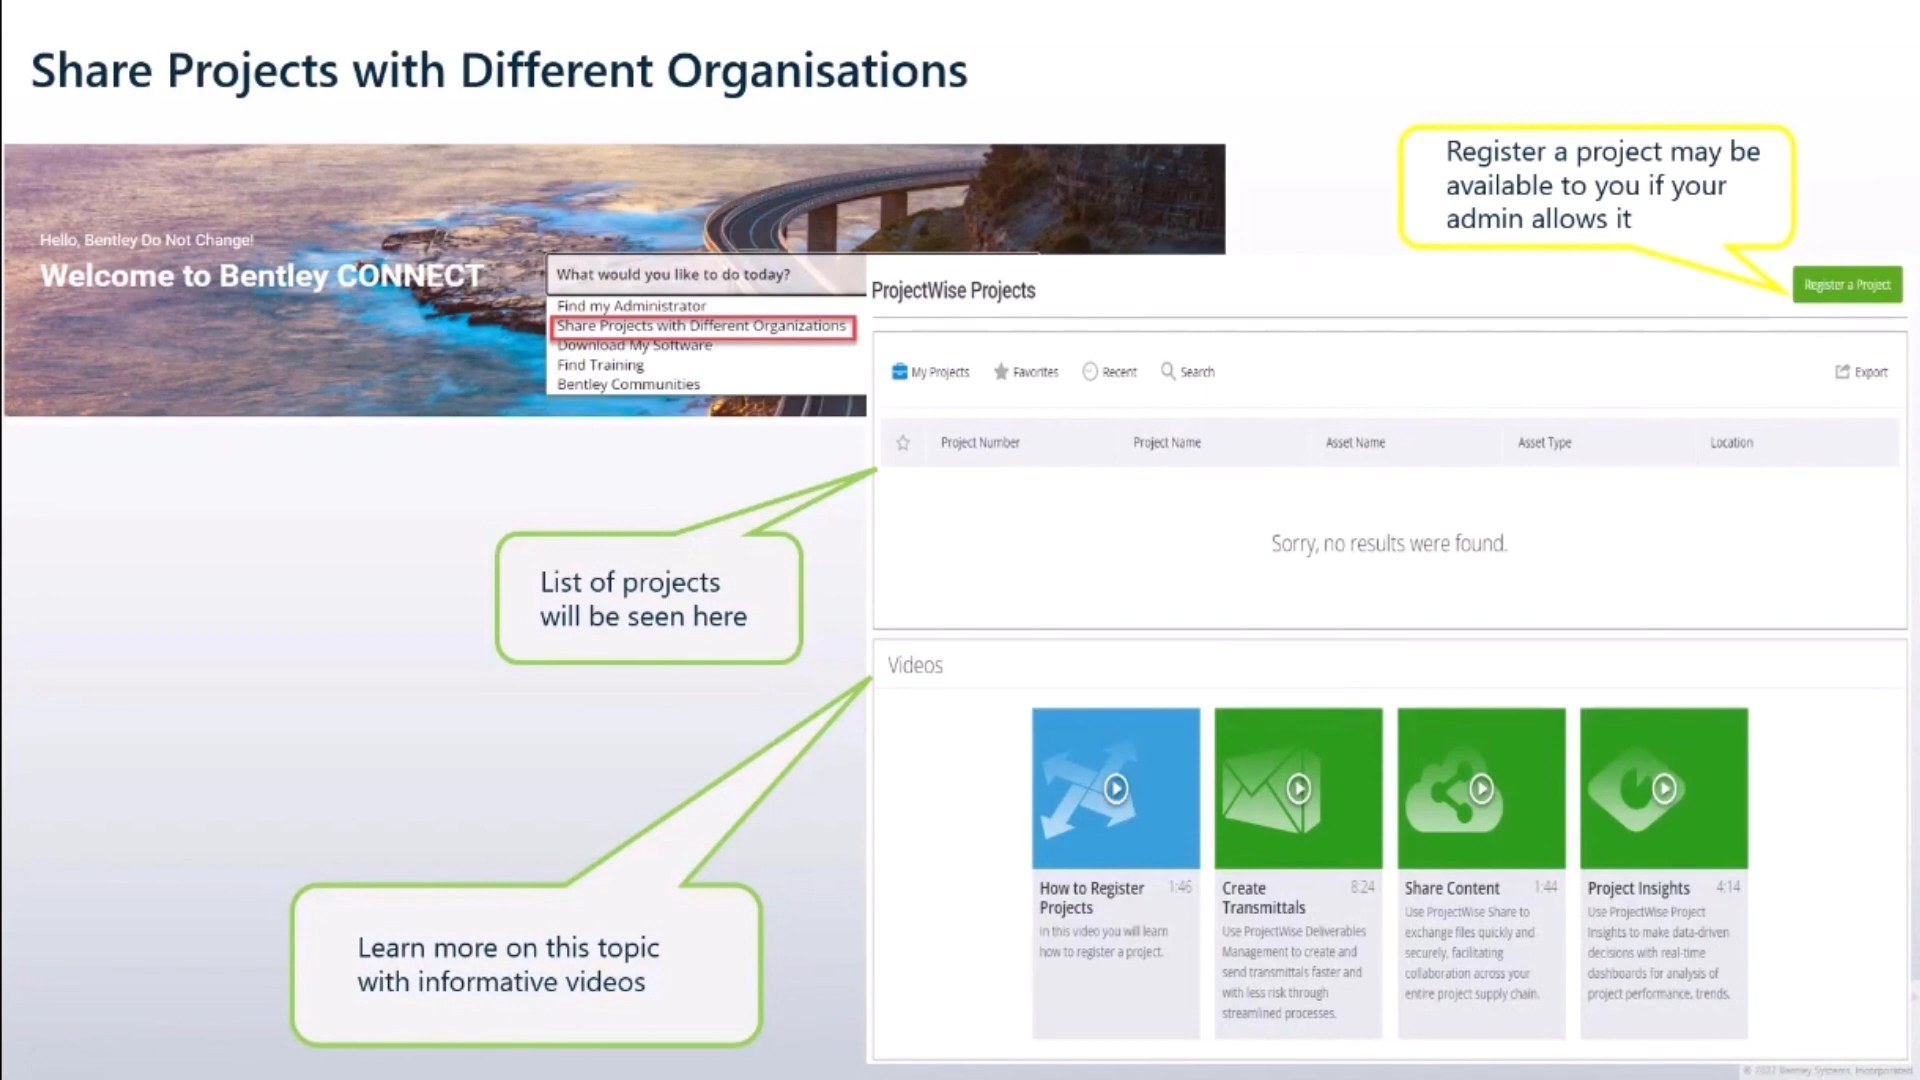 Share Projects with Different Organisations
Register a project may be
available to you if your
admin allows it
Hello, Bentley Do Not Change!
Welcome to Bentley CONNECT
What would you like to do today?
Find my Administrator
Share Projects with Different Organizations
Download My Software
Find Training
Bentley Communities
ProjectWise Projects
Register a Project
My Projects
Favorites
Recent
Search
Export
Project Number
Project Name
Asset Name
Asset Type
Location
Sorry, no results were found.
List of projects
will be seen here
Videos
How to Register
Projects
1:46
In this video you will learn
how to register a project.
Create
Transmittals
8:24
Use ProjectWise Deliverables
Management to create and
send transmittals faster and
with less risk through
streamlined processes.
Share Content
1:44
Use ProjectWise Share to
exchange files quickly and
securely, facilitating
collaboration across your
entire project supply chain.
Project Insights
4:14
Use ProjectWise Project
Insights to make data-driven
decisions with real-time
dashboards for analysis of
project performance, trends,
Learn more on this topic
with informative videos
© 2022 Bentley Systems, Incorporated